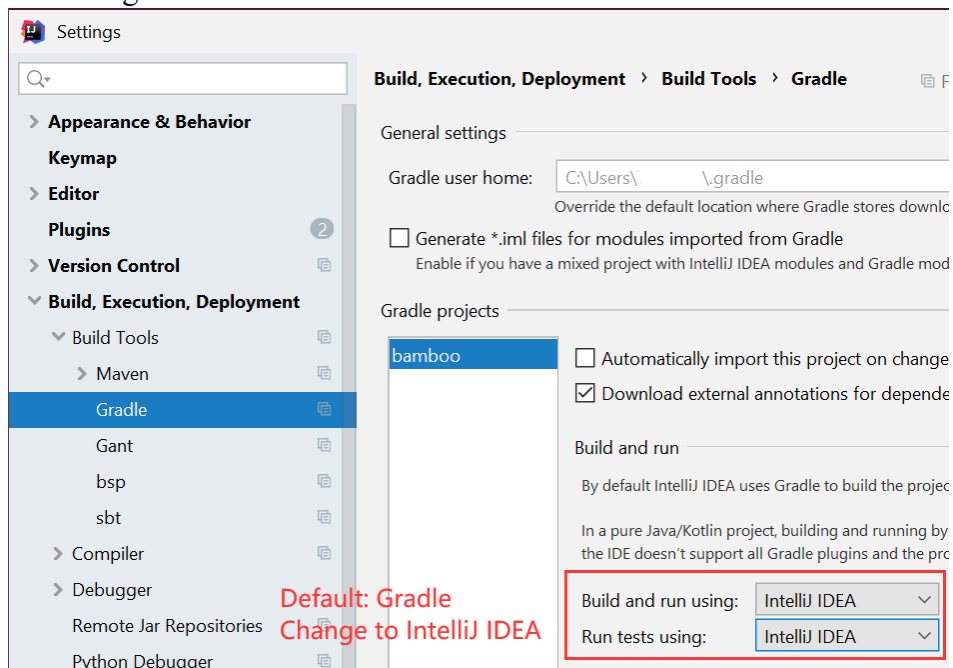 Settings
Build, Execution, Deployment › Build Tools › Gradle
Appearance & Behavior
Keymap
Editor
Plugins 2
Version Control
Build, Execution, Deployment
Build Tools
Maven
Gradle
Gant
bsp
sbt
Compiler
Debugger
Remote Jar Repositories
Python Debugger
General settings
Gradle user home: C:\Users\ \.gradle
Override the default location where Gradle stores downlo
Generate *.iml files for modules imported from Gradle
Enable if you have a mixed project with IntelliJ IDEA modules and Gradle mod
Gradle projects
bamboo
Automatically import this project on change
Download external annotations for depende
Build and run
By default IntelliJ IDEA uses Gradle to build the projec
In a pure Java/Kotlin project, building and running by
the IDE doesn't support all Gradle plugins and the pro
Build and run using: IntelliJ IDEA
Run tests using: IntelliJ IDEA
Default: Gradle
Change to IntelliJ IDEA